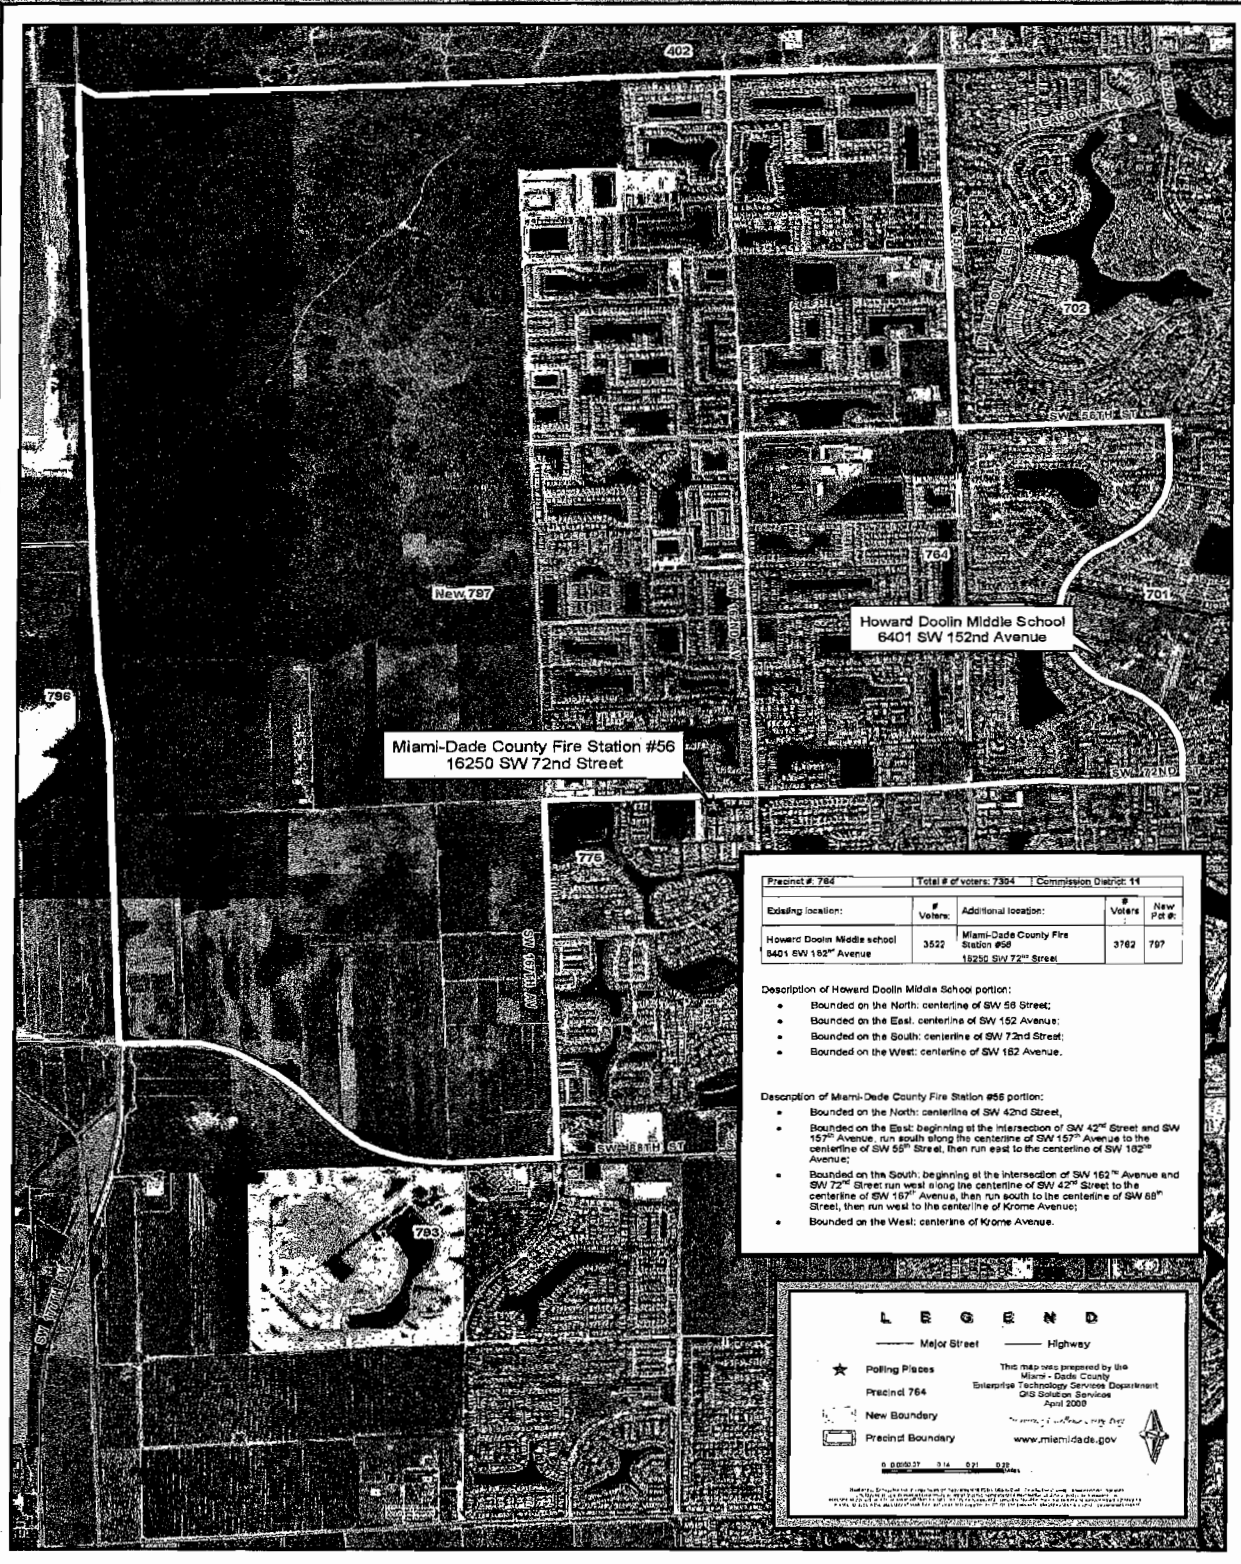 402
702
SW 56TH ST
764
New 797
701
Howard Doolin Middle School
6401 SW 152nd Avenue
796
Miami-Dade County Fire Station #56
16250 SW 72nd Street
SW 72ND
776
SW 167TH AV
SW 88TH ST
793
Precinct #: 764 Total # of voters: 7304 Commission District: 11
Existing location: # Voters: Additional location: # Voters : New Pct #:
Howard Doolin Middle school
6401 SW 152nd Avenue
3522
Miami-Dade County Fire
Station #56
16250 SW 72nd Street
3782 797
Description of Howard Doolin Middle School portion:
• Bounded on the North: centerline of SW 56 Street;
• Bounded on the East: centerline of SW 152 Avenue;
• Bounded on the South: centerline of SW 72nd Street;
• Bounded on the West: centerline of SW 162 Avenue.
Description of Miami-Dade County Fire Station #56 portion:
• Bounded on the North: centerline of SW 42nd Street,
• Bounded on the East: beginning at the intersection of SW 42nd Street and SW
157th Avenue, run south along the centerline of SW 157th Avenue to the
centerline of SW 56th Street, then run east to the centerline of SW 162nd
Avenue;
• Bounded on the South: beginning at the intersection of SW 162nd Avenue and
SW 72nd Street run west along the centerline of SW 42nd Street to the
centerline of SW 167th Avenue, then run south to the centerline of SW 88th
Street, then run west to the centerline of Krome Avenue;
• Bounded on the West: centerline of Krome Avenue.
LEGEND
Major Street Highway
Polling Places
Precinct 764
New Boundary
Precinct Boundary
This map was prepared by the
Miami - Dade County
Enterprise Technology Services Department
GIS Solution Services
April 2009
www.miamidade.gov